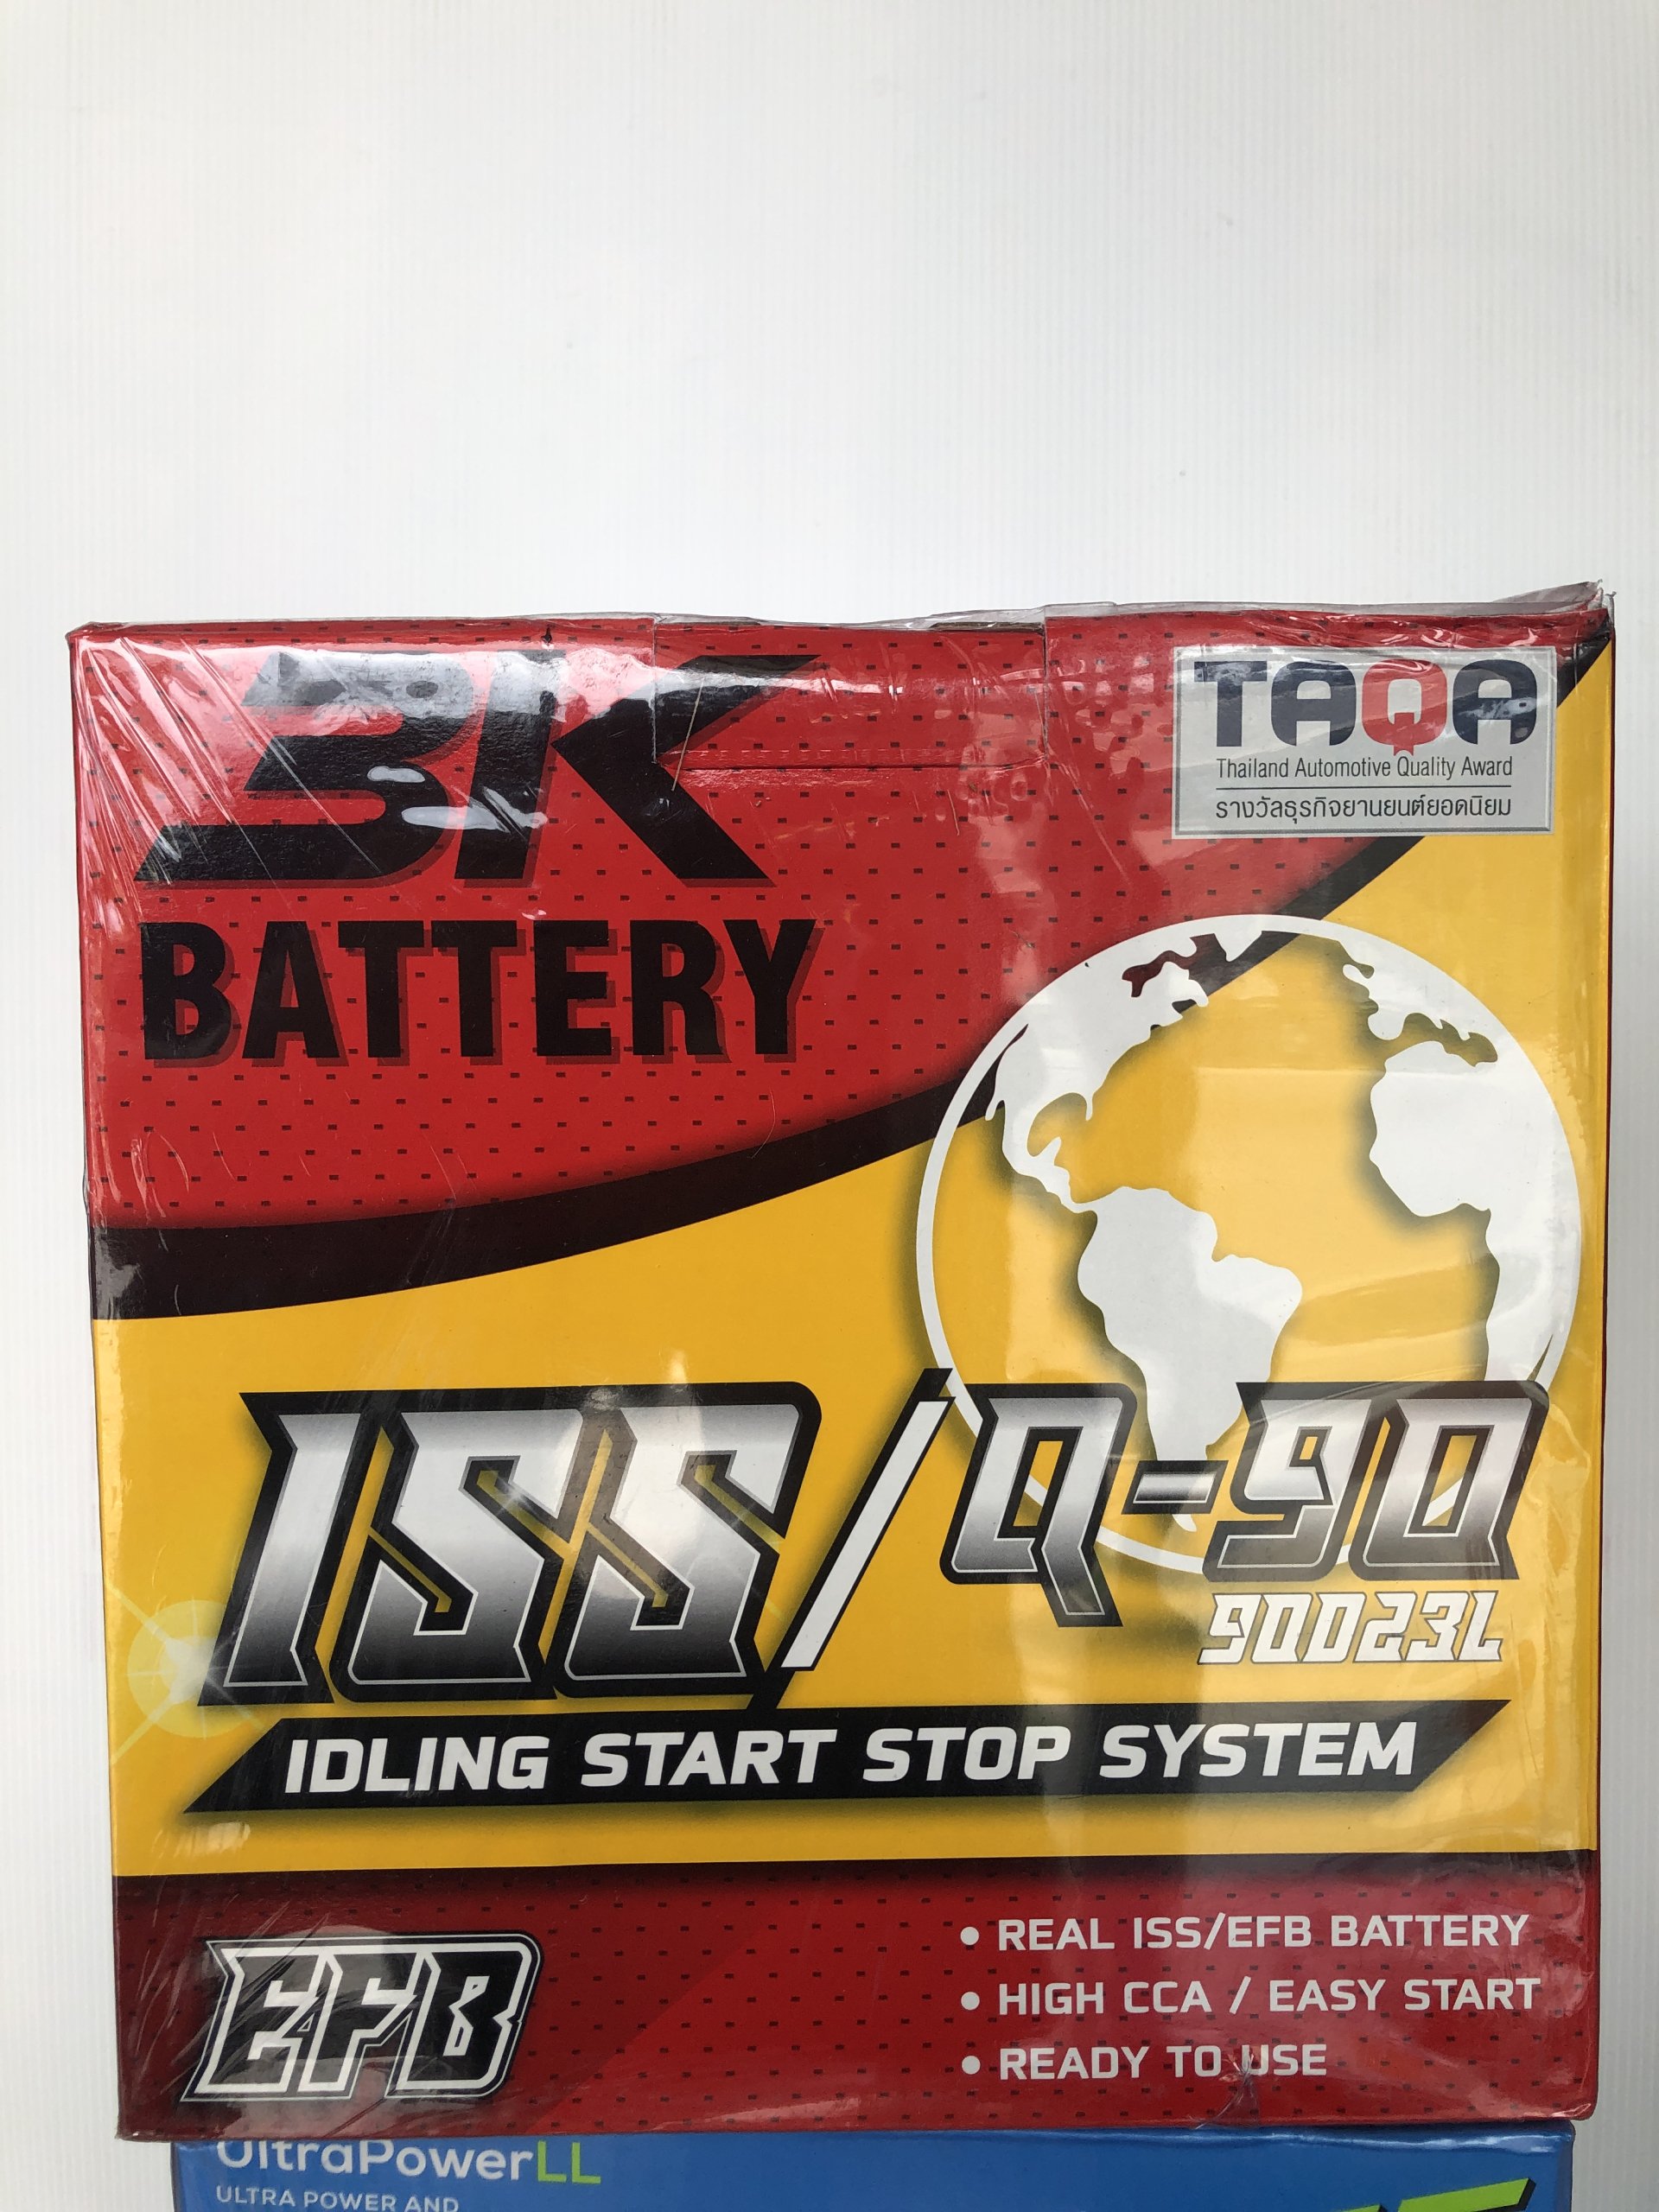 3K
BATTERY
TAQA
Thailand Automotive Quality Award
รางวัลธุรกิจยานยนต์ยอดนิยม
ISS/Q-90
90D23L
IDLING START STOP SYSTEM
EFB
• REAL ISS/EFB BATTERY
• HIGH CCA / EASY START
• READY TO USE
UltraPowerLL
ULTRA POWER AND